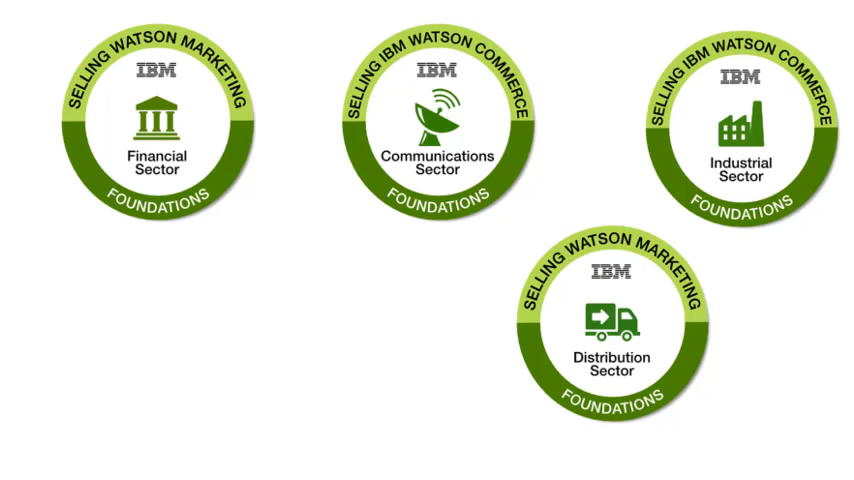 SELLING WATSON MARKETING
IBM
Financial
Sector
FOUNDATIONS
SELLING IBM WATSON COMMERCE
IBM
Communications
Sector
FOUNDATIONS
SELLING IBM WATSON COMMERCE
IBM
Industrial
Sector
FOUNDATIONS
SELLING WATSON MARKETING
IBM
Distribution
Sector
FOUNDATIONS